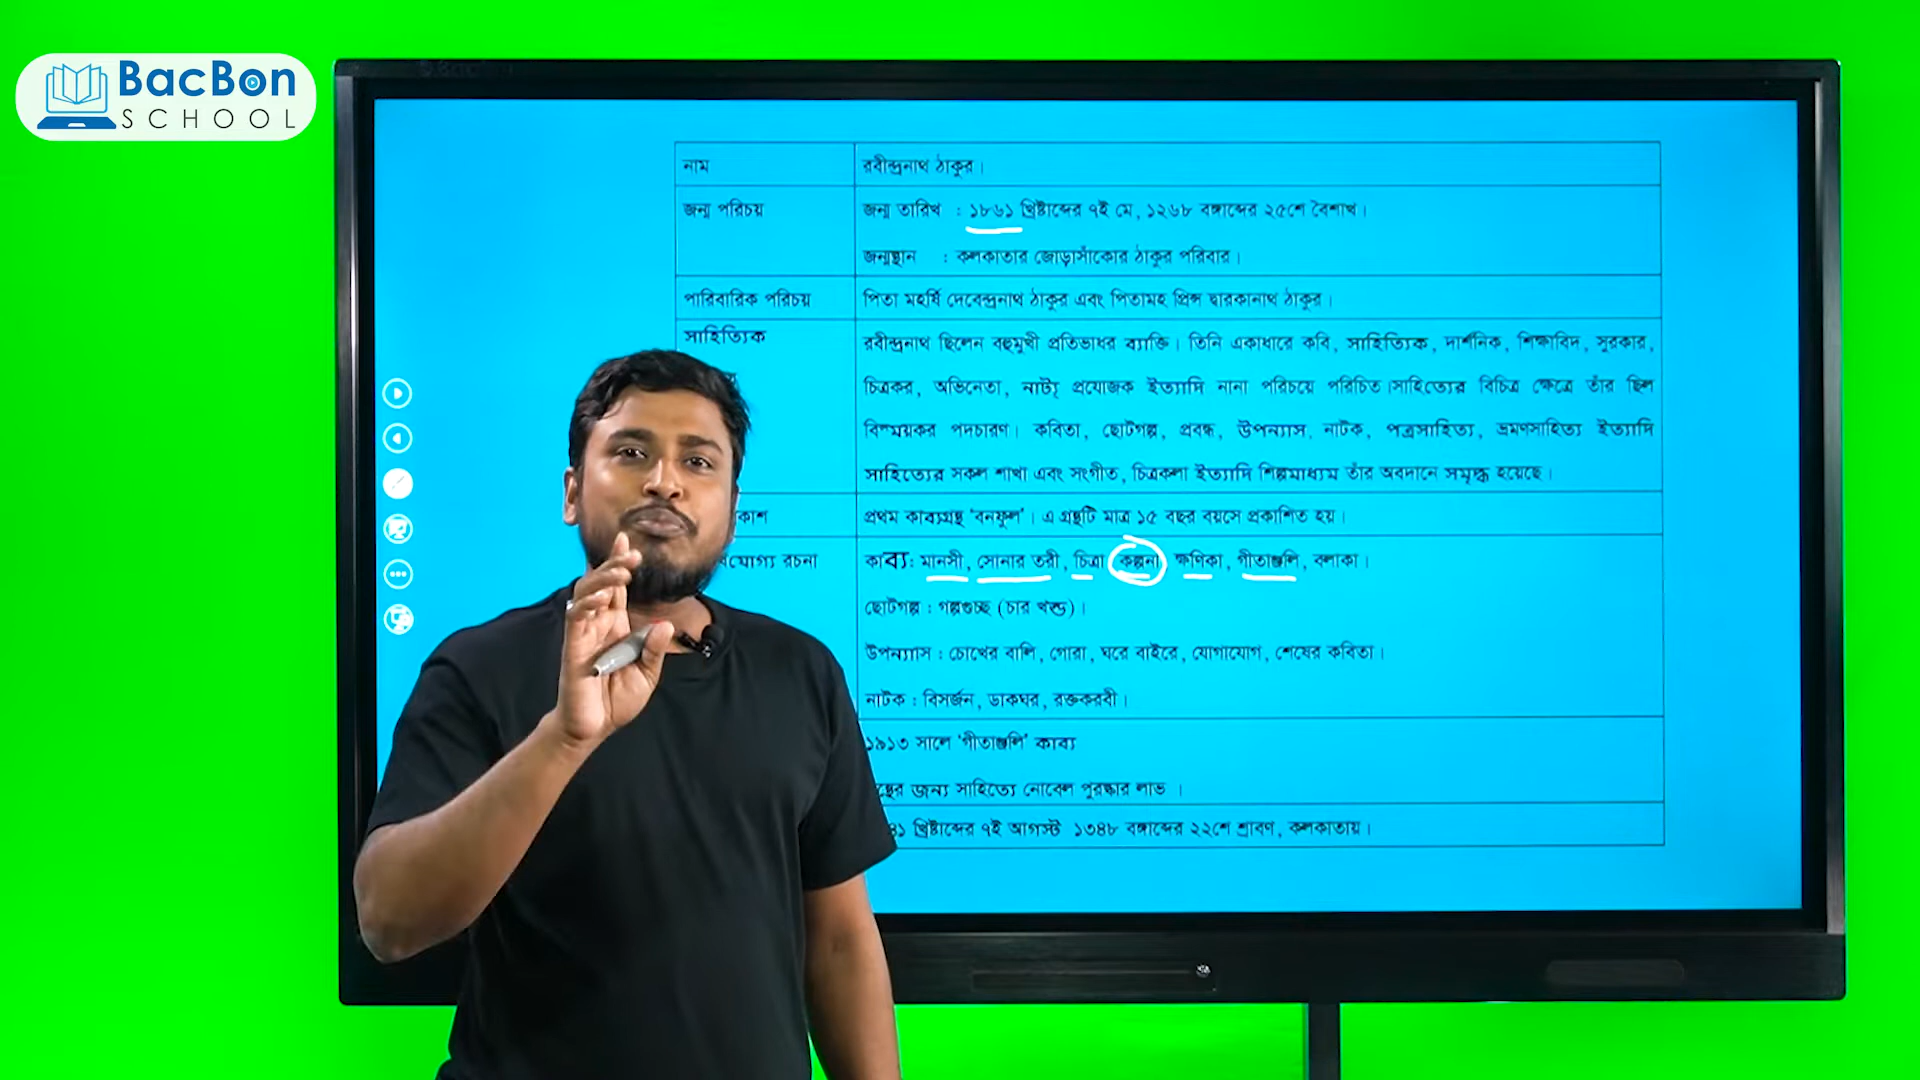 BacBon
SCHOOL
নাম
রবীন্দ্রনাথ ঠাকুর।
জন্ম পরিচয়
জন্ম তারিখ : ১৮৬১ খ্রিষ্টাব্দের ৭ই মে, ১২৬৮ বঙ্গাব্দের ২৫শে বৈশাখ।
জন্মস্থান : কলকাতার জোড়াসাঁকোর ঠাকুর পরিবার।
পারিবারিক পরিচয়
পিতা মহর্ষি দেবেন্দ্রনাথ ঠাকুর এবং পিতামহ প্রিন্স দ্বারকানাথ ঠাকুর।
সাহিত্যিক
রবীন্দ্রনাথ ছিলেন বহুমুখী প্রতিভাধর ব্যাক্তি। তিনি একাধারে কবি, সাহিত্যিক, দার্শনিক, শিক্ষাবিদ, সুরকার,
চিত্রকর, অভিনেতা, নাট্য প্রযোজক ইত্যাদি নানা পরিচয়ে পরিচিত।সাহিত্যের বিচিত্র ক্ষেত্রে তাঁর ছিল
বিস্ময়কর পদচারণ। কবিতা, ছোটগল্প, প্রবন্ধ, উপন্যাস, নাটক, পত্রসাহিত্য, ভ্রমণসাহিত্য ইত্যাদি
সাহিত্যের সকল শাখা এবং সংগীত, চিত্রকলা ইত্যাদি শিল্পমাধ্যম তাঁর অবদানে সমৃদ্ধ হয়েছে।
কাশ
প্রথম কাব্যগ্রন্থ ‘বনফুল’। এ গ্রন্থটি মাত্র ১৫ বছর বয়সে প্রকাশিত হয়।
যোগ্য রচনা
কাব্য: মানসী, সোনার তরী, চিত্রা কল্পনা ক্ষণিকা, গীতাঞ্জলি, বলাকা।
ছোটগল্প : গল্পগুচ্ছ (চার খন্ড)।
উপন্যাস : চোখের বালি, গোরা, ঘরে বাইরে, যোগাযোগ, শেষের কবিতা।
নাটক : বিসর্জন, ডাকঘর, রক্তকরবী।
১৯১৩ সালে ‘গীতাঞ্জলি’ কাব্য
ন্থের জন্য সাহিত্যে নোবেল পুরষ্কার লাভ ।
৪১ খ্রিষ্টাব্দের ৭ই আগস্ট ১৩৪৮ বঙ্গাব্দের ২২শে শ্রাবণ, কলকাতায়।